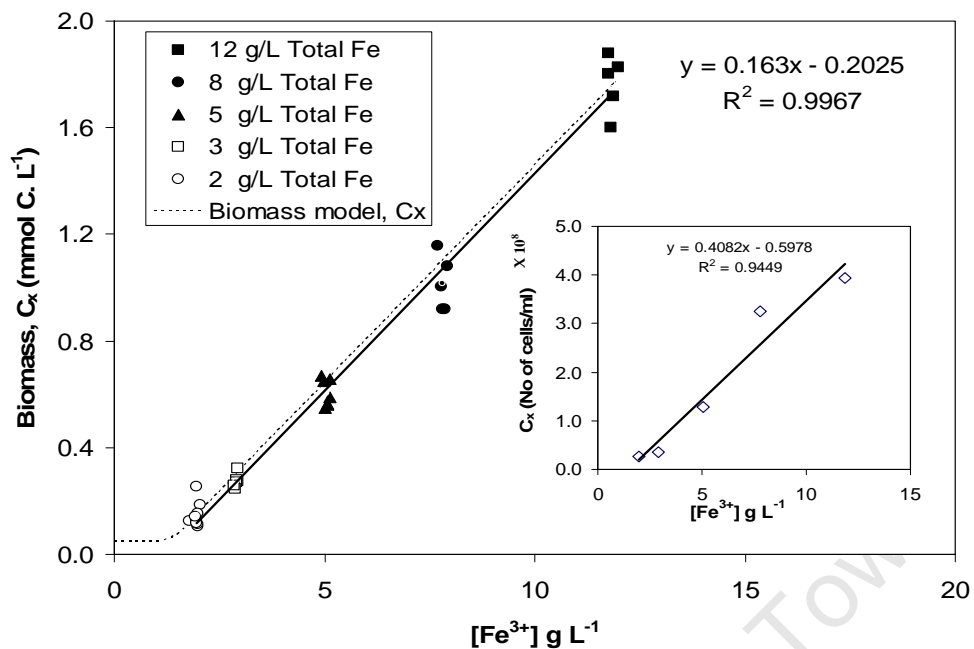 2.0
1.6
1.2
0.8
0.4
0.0
Biomass, Cₓ (mmol C. L⁻¹)
12 g/L Total Fe
8 g/L Total Fe
5 g/L Total Fe
3 g/L Total Fe
2 g/L Total Fe
Biomass model, Cx
y = 0.163x - 0.2025
R² = 0.9967
5.0
4.0
3.0
2.0
1.0
0.0
Cₓ (No of cells/ml) X 10⁸
y = 0.4082x - 0.5978
R² = 0.9449
0 5 10 15
[Fe³⁺] g L⁻¹
0 5 10 15 20
[Fe³⁺] g L⁻¹
Tow